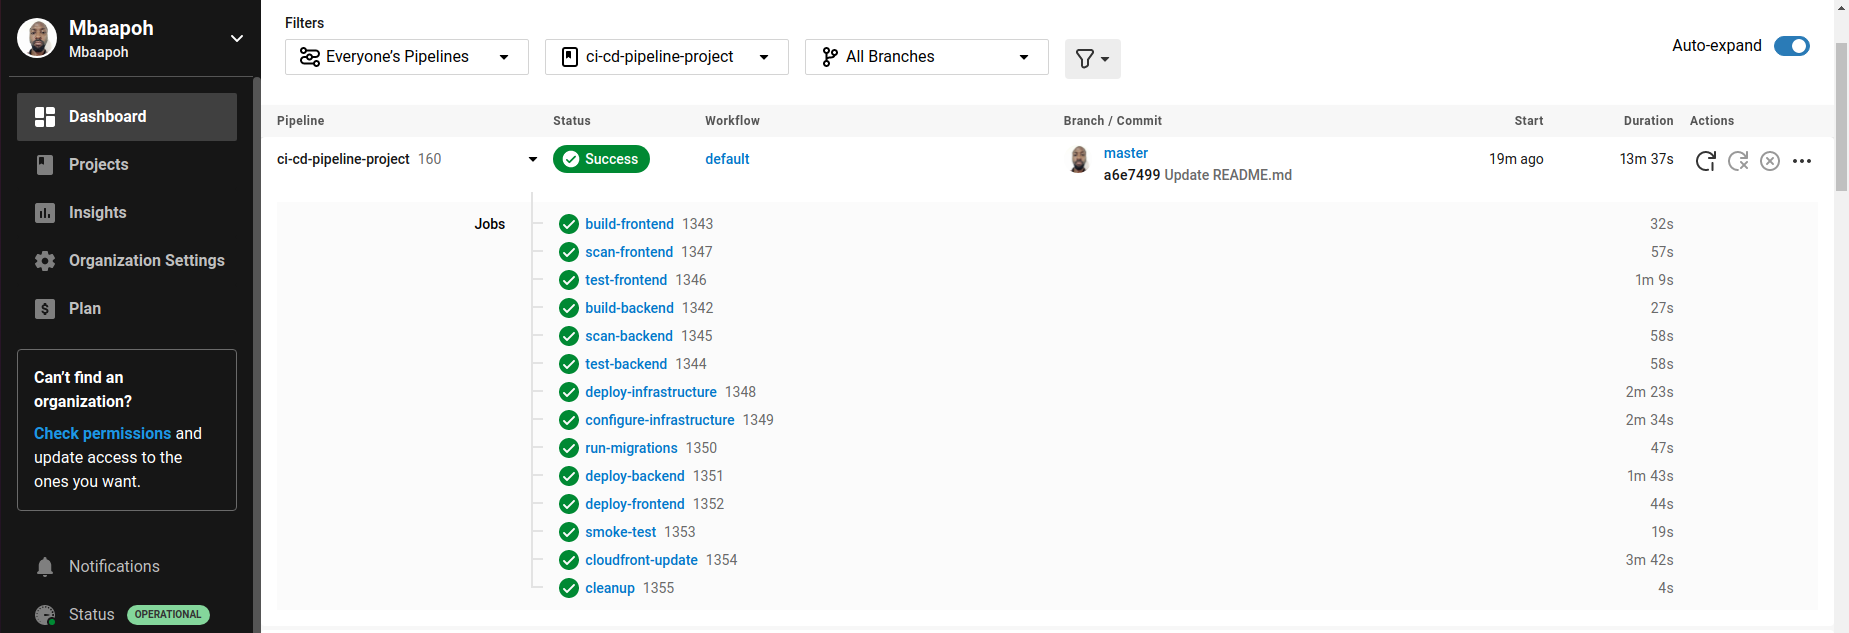 Mbaapoh
Mbaapoh
Dashboard
Projects
Insights
Organization Settings
Plan
Can't find an
organization?
Check permissions and
update access to the
ones you want.
Notifications
Status OPERATIONAL
Filters
Everyone's Pipelines ci-cd-pipeline-project All Branches
Auto-expand
Pipeline Status Workflow Branch / Commit Start Duration Actions
ci-cd-pipeline-project 160 Success default master 19m ago 13m 37s
a6e7499 Update README.md
Jobs build-frontend 1343 32s
scan-frontend 1347 57s
test-frontend 1346 1m 9s
build-backend 1342 27s
scan-backend 1345 58s
test-backend 1344 58s
deploy-infrastructure 1348 2m 23s
configure-infrastructure 1349 2m 34s
run-migrations 1350 47s
deploy-backend 1351 1m 43s
deploy-frontend 1352 44s
smoke-test 1353 19s
cloudfront-update 1354 3m 42s
cleanup 1355 4s